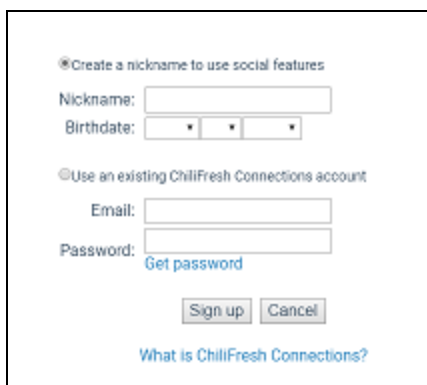 Create a nickname to use social features
Nickname:
Birthdate:
Use an existing ChiliFresh Connections account
Email:
Password:
Get password
Sign up Cancel
What is ChiliFresh Connections?